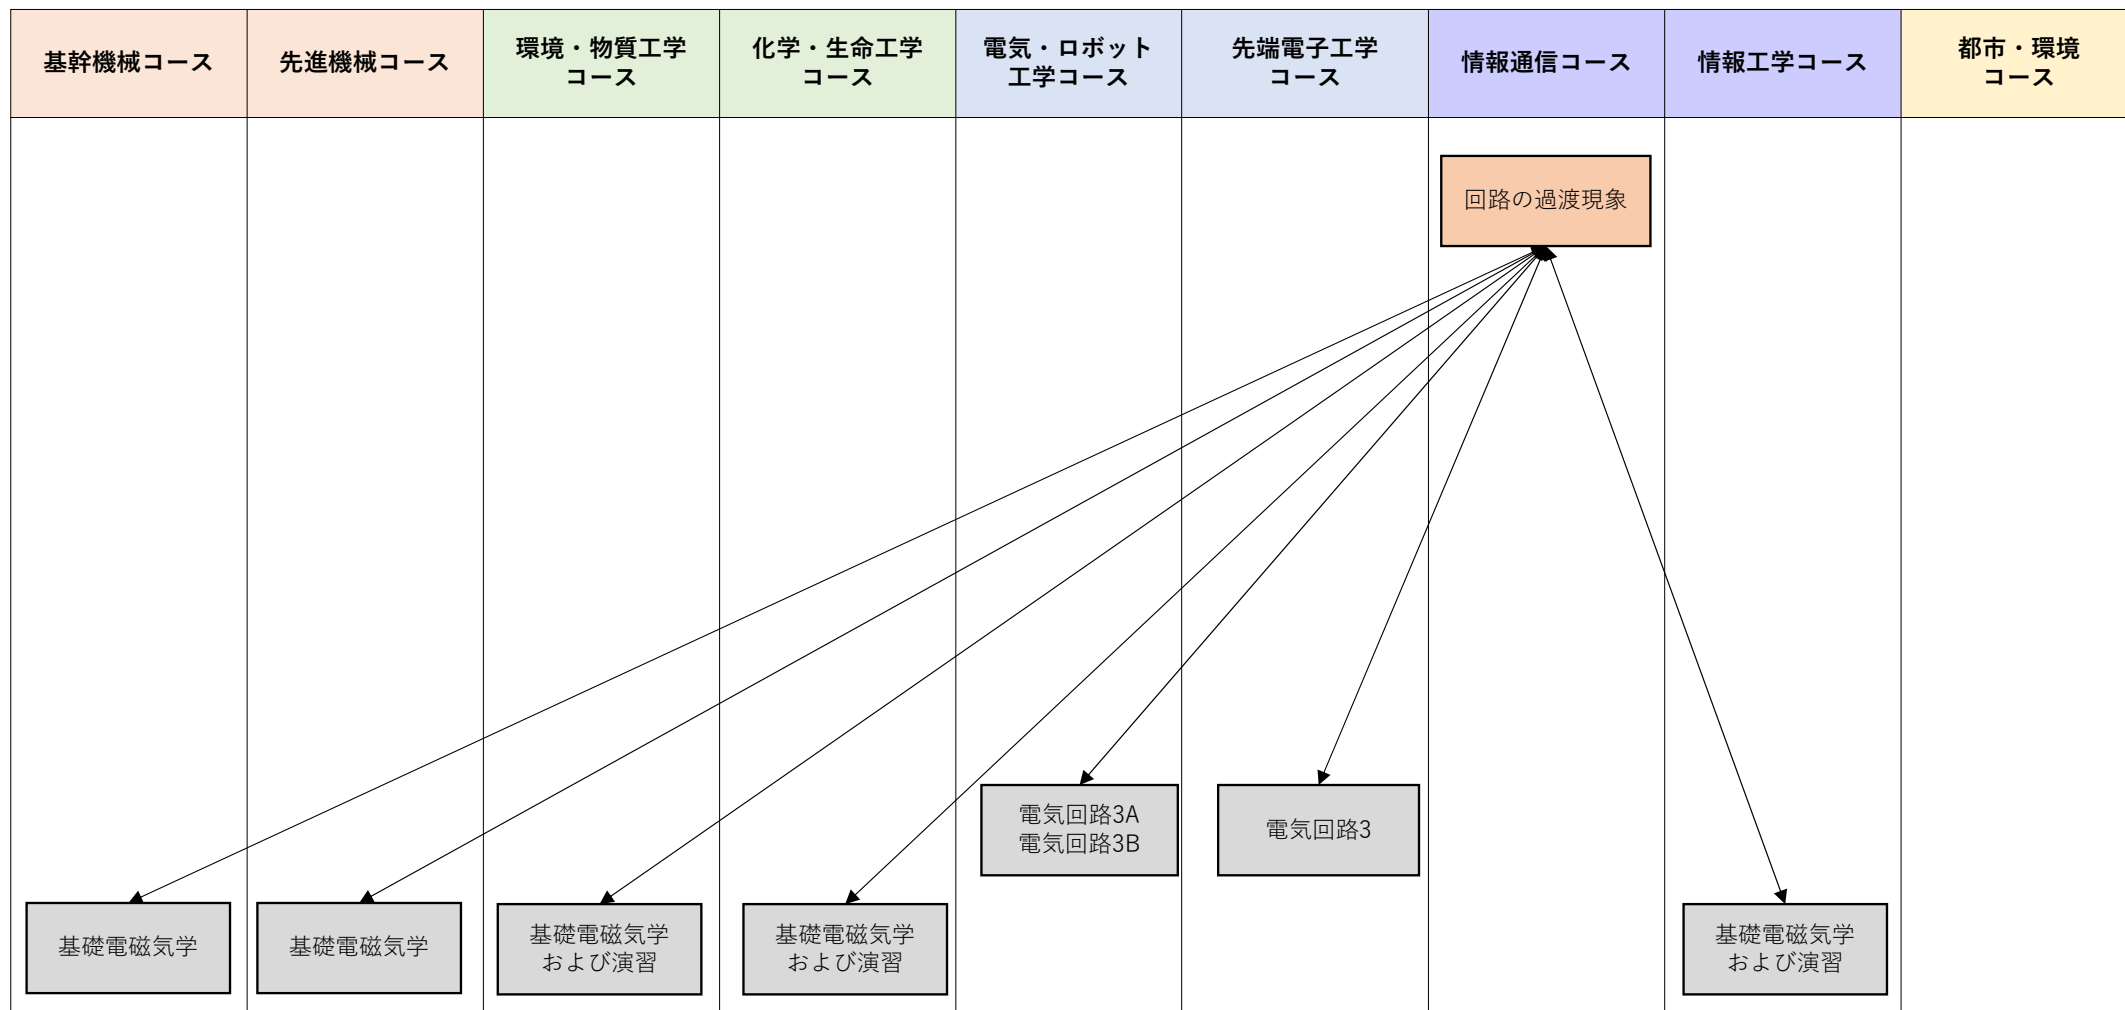 基幹機械コース
先進機械コース
環境・物質工学
コース
化学・生命工学
コース
電気・ロボット
工学コース
先端電子工学
コース
情報通信コース
情報工学コース
都市・環境
コース
回路の過渡現象
電気回路3A
電気回路3B
電気回路3
基礎電磁気学
基礎電磁気学
基礎電磁気学
および演習
基礎電磁気学
および演習
基礎電磁気学
および演習